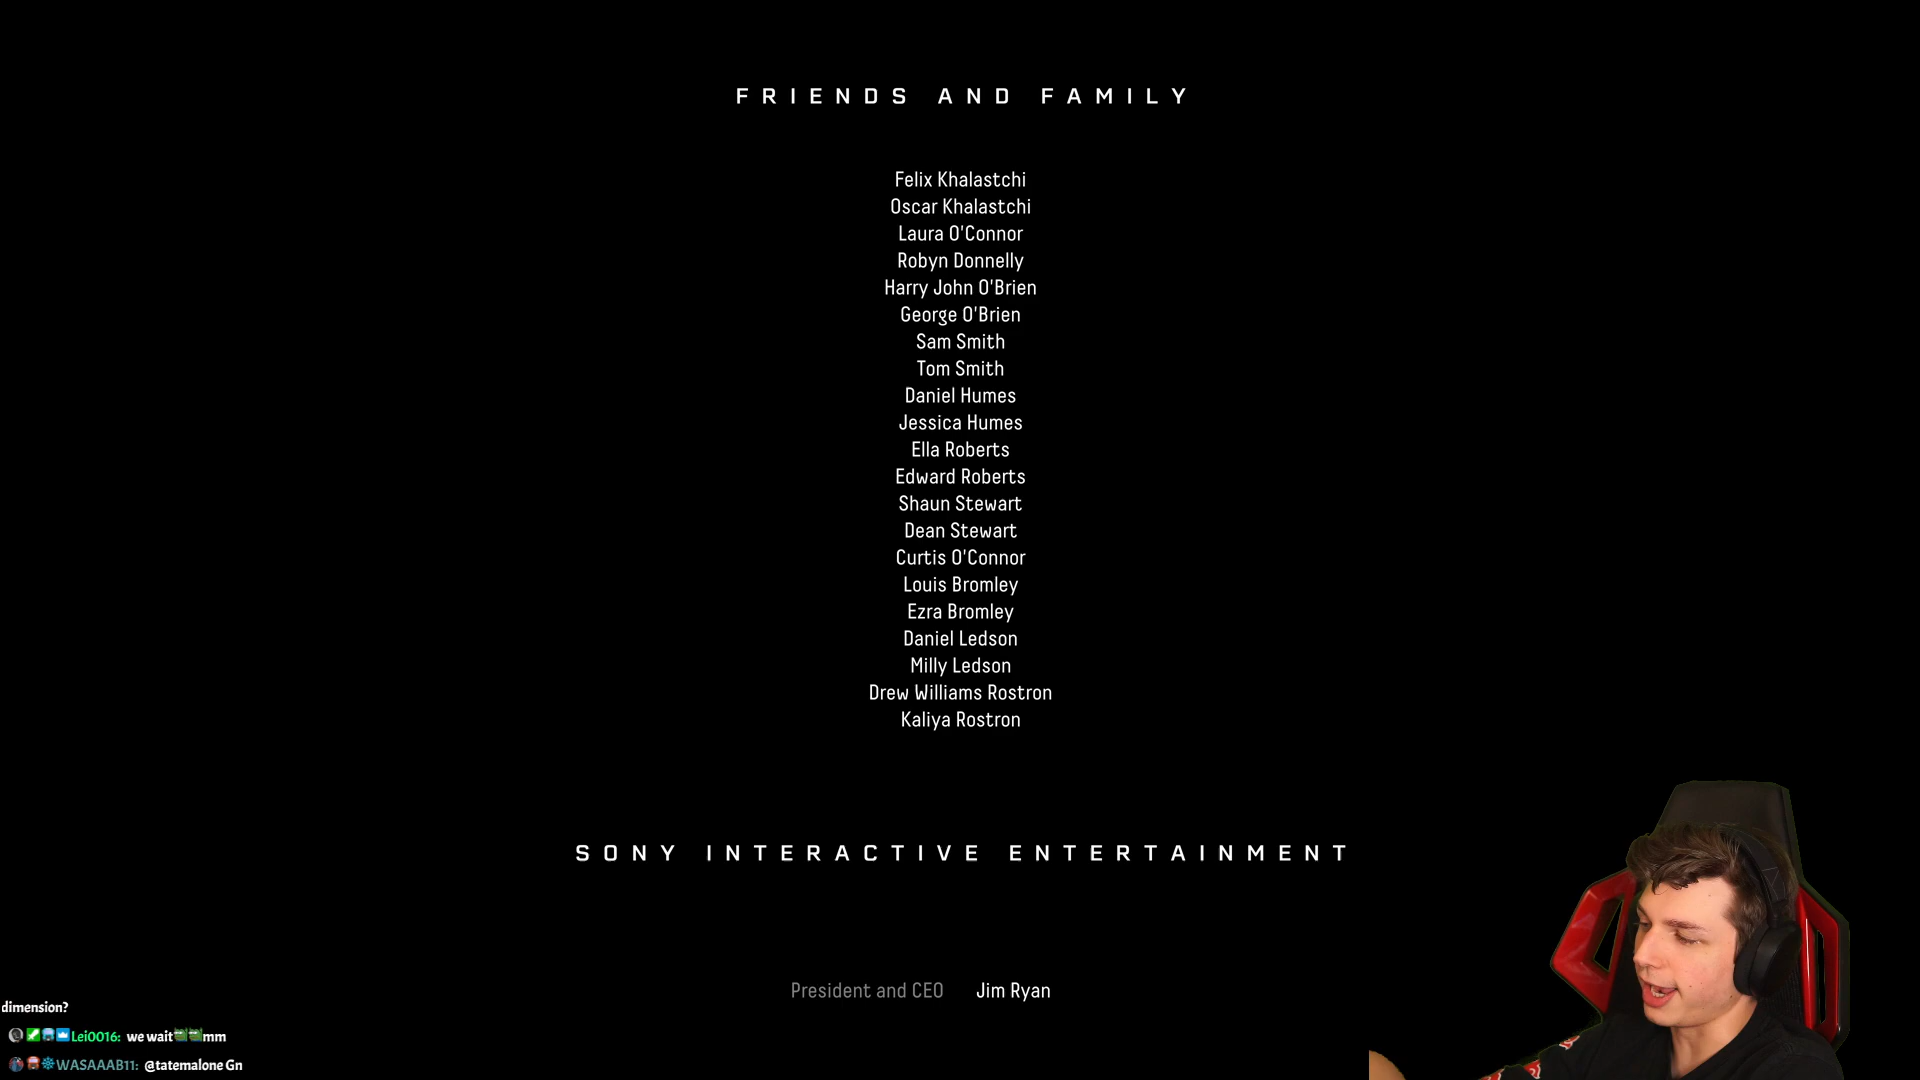 FRIENDS AND FAMILY
Felix Khalastchi
Oscar Khalastchi
Laura O'Connor
Robyn Donnelly
Harry John O'Brien
George O'Brien
Sam Smith
Tom Smith
Daniel Humes
Jessica Humes
Ella Roberts
Edward Roberts
Shaun Stewart
Dean Stewart
Curtis O'Connor
Louis Bromley
Ezra Bromley
Daniel Ledson
Milly Ledson
Drew Williams Rostron
Kaliya Rostron
SONY INTERACTIVE ENTERTAINMENT
President and CEO Jim Ryan
dimension?
Lei0016: we wait mm
WASAAAB11: @tatemalone Gn